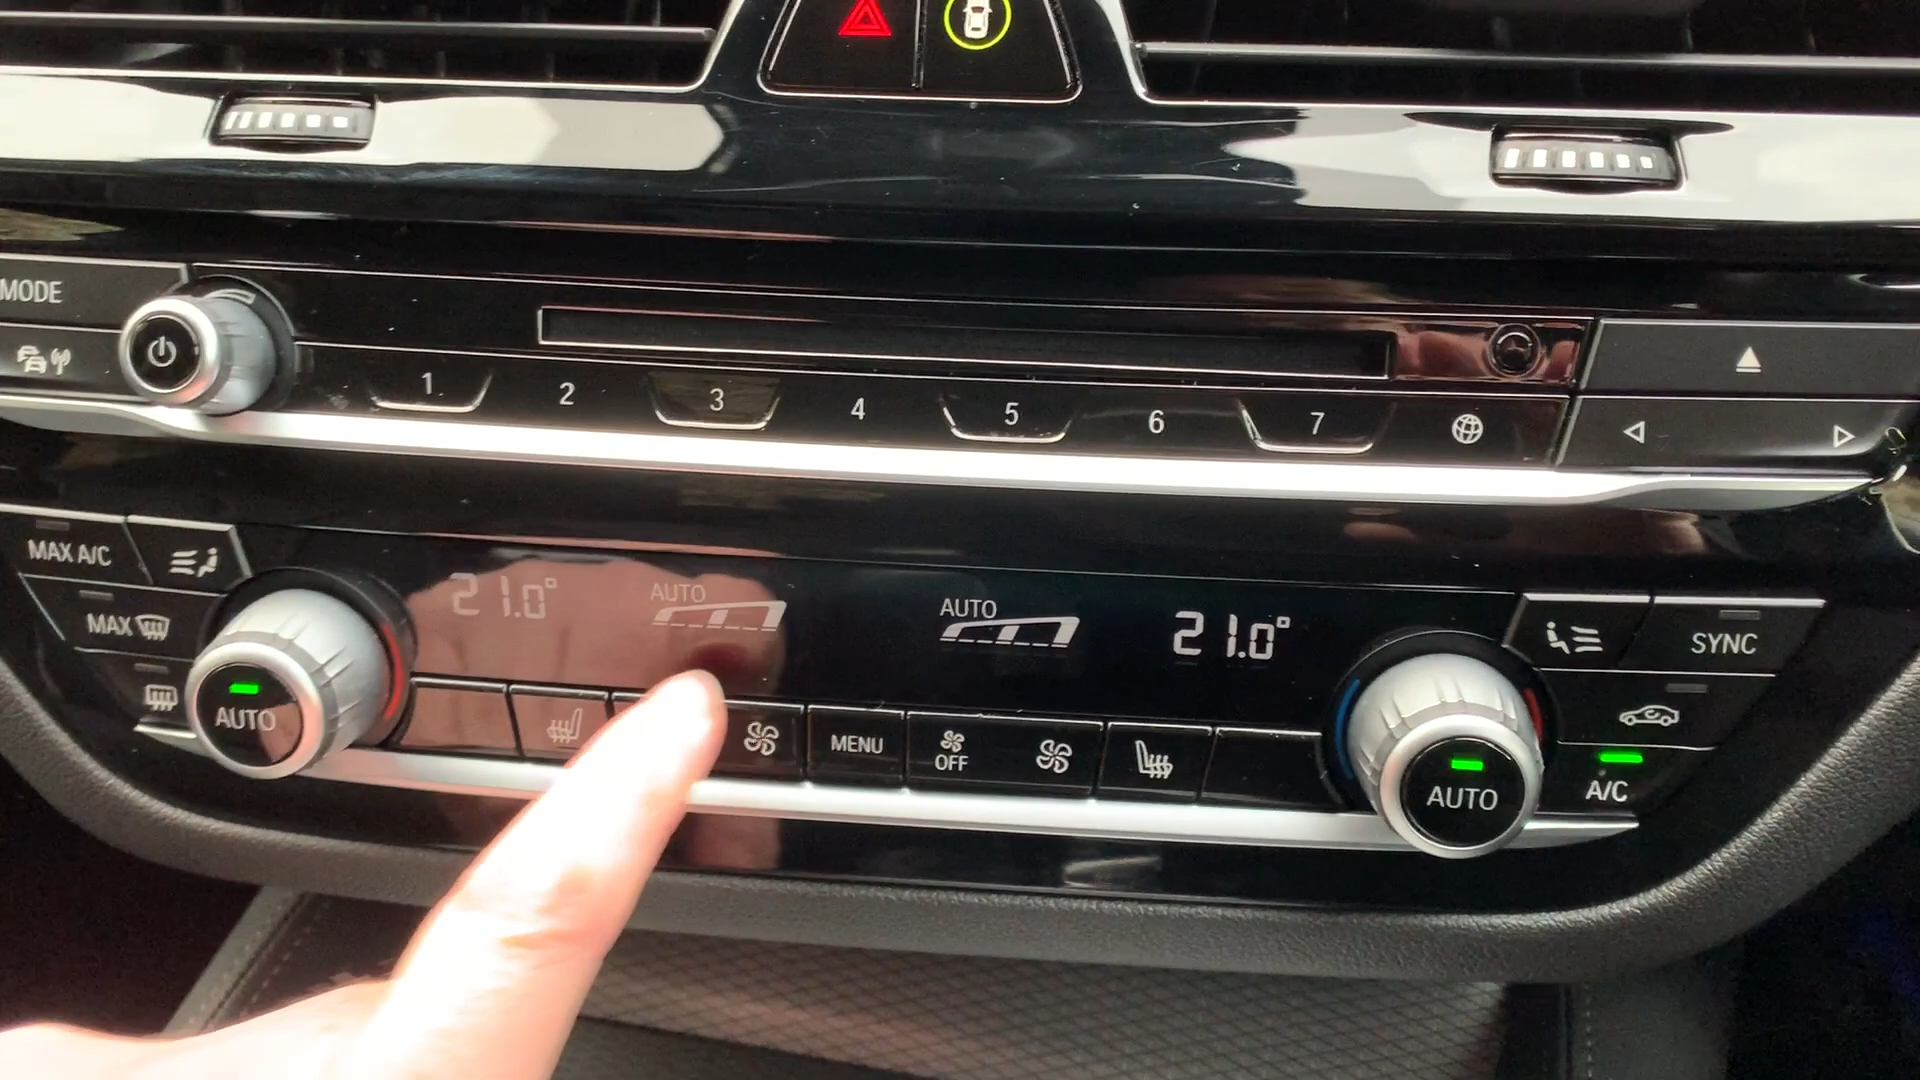 MODE
1 2 3 4 5 6 7
MAX A/C
21.0° AUTO AUTO 21.0°
MAX
SYNC
AUTO
MENU
OFF
AUTO
A/C